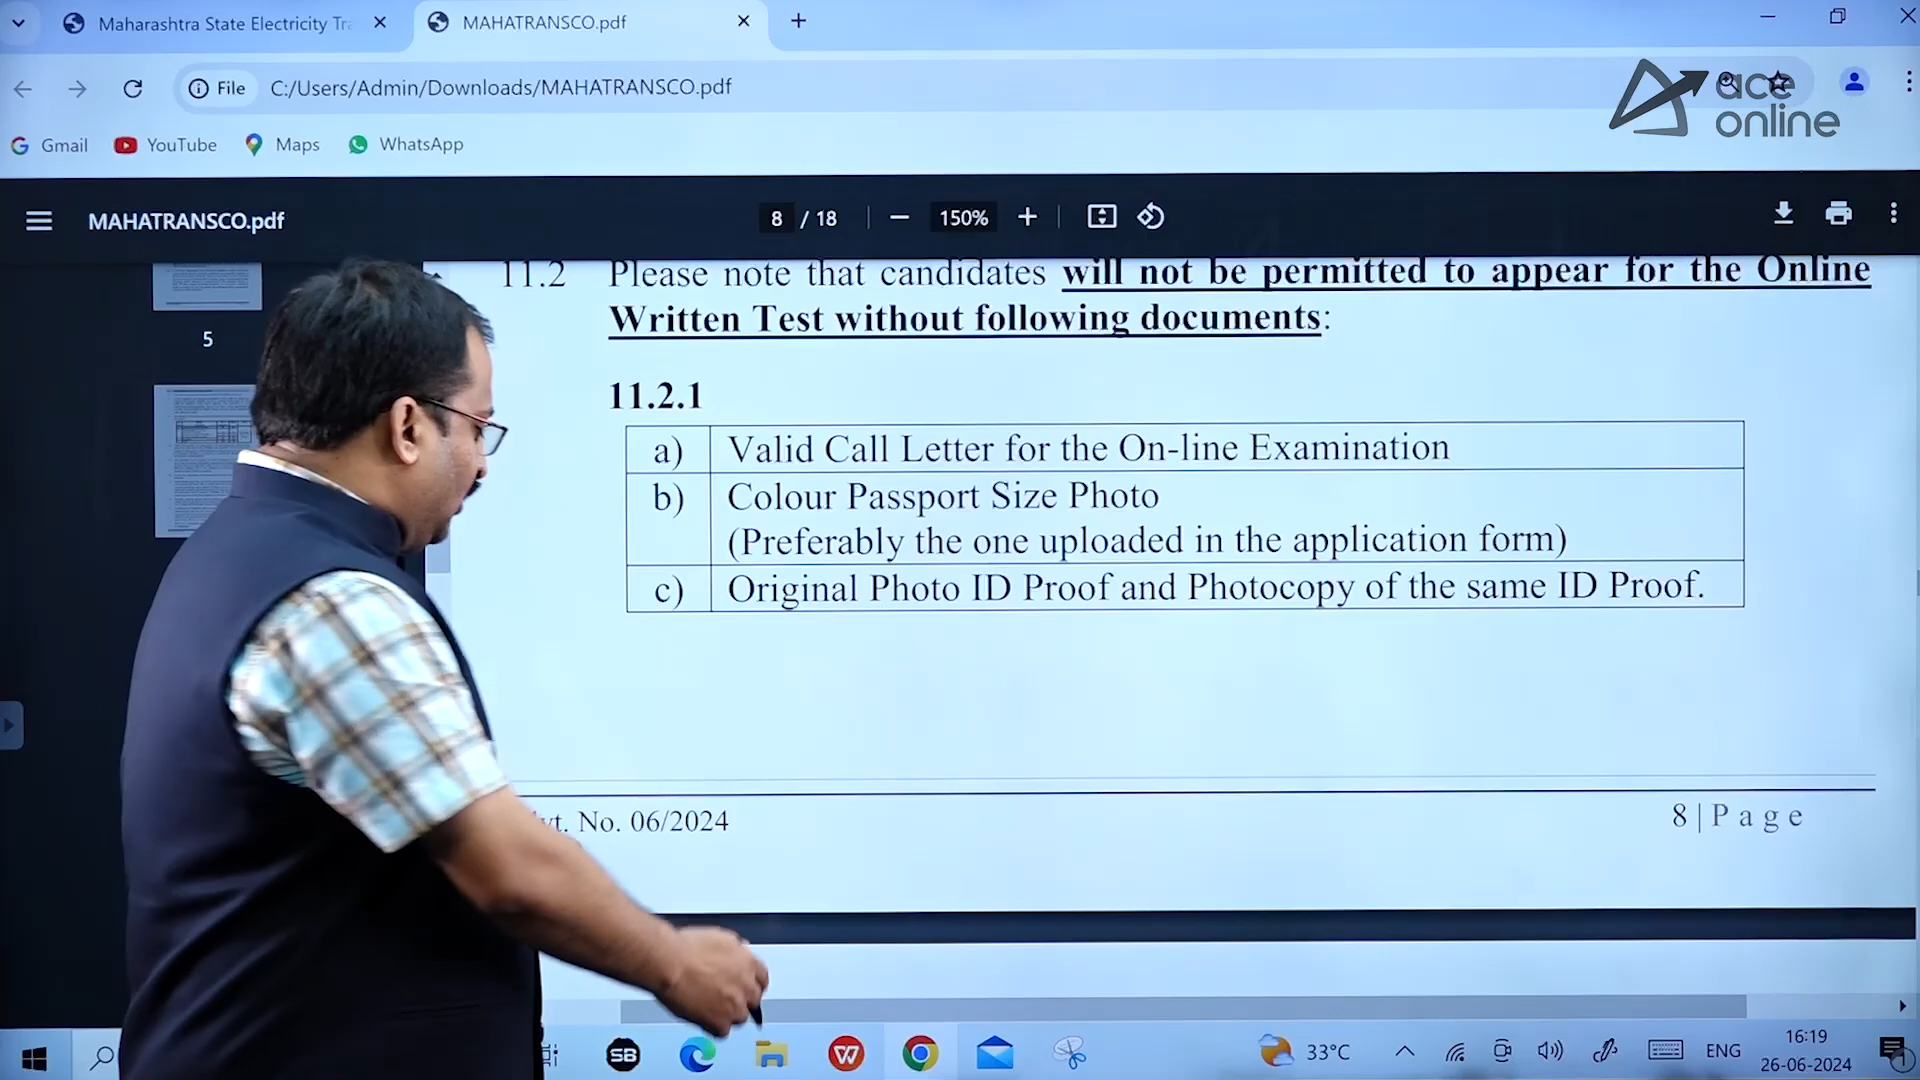 Maharashtra State Electricity Tra
MAHATRANSCO.pdf
File
C:/Users/Admin/Downloads/MAHATRANSCO.pdf
ace
online
Gmail
YouTube
Maps
WhatsApp
MAHATRANSCO.pdf
8 / 18
150%
5
11.2 Please note that candidates will not be permitted to appear for the Online
Written Test without following documents:
11.2.1
a) Valid Call Letter for the On-line Examination
b) Colour Passport Size Photo
(Preferably the one uploaded in the application form)
c) Original Photo ID Proof and Photocopy of the same ID Proof.
vt. No. 06/2024
8|Page
SB
W
33°C
ENG
16:19
26-06-2024
1